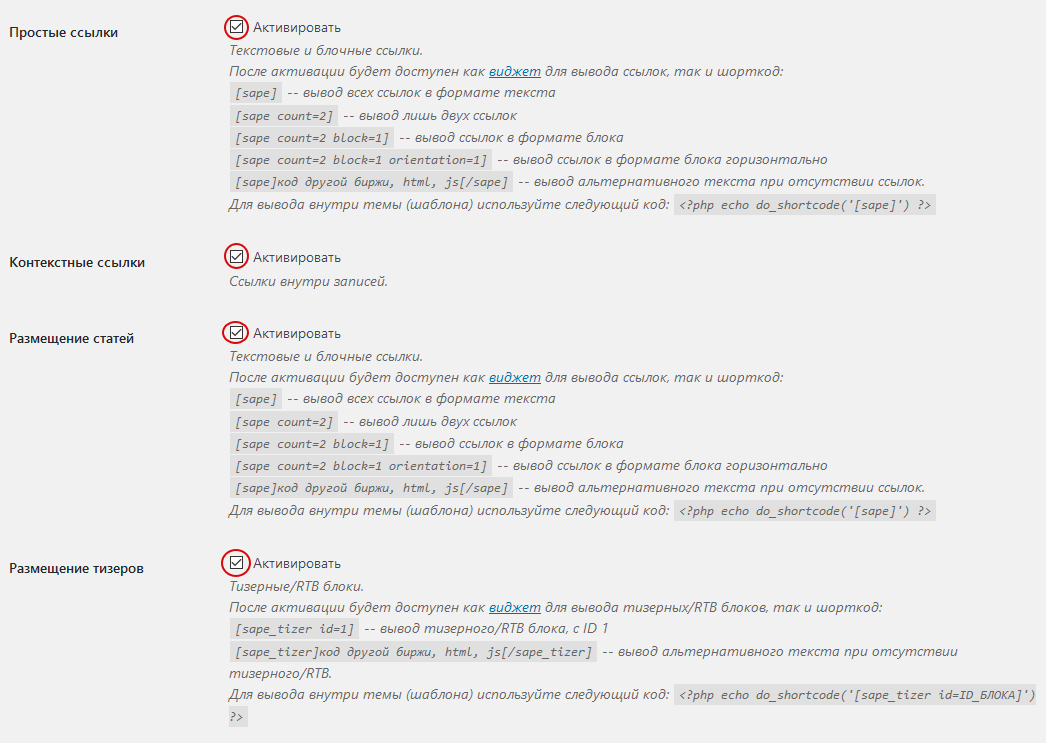 Простые ссылки
Активировать
Текстовые и блочные ссылки.
После активации будет доступен как виджет для вывода ссылок, так и шорткод:
[sape] -- вывод всех ссылок в формате текста
[sape count=2] -- вывод лишь двух ссылок
[sape count=2 block=1] -- вывод ссылок в формате блока
[sape count=2 block=1 orientation=1] -- вывод ссылок в формате блока горизонтально
[sape]код другой биржи, html, js[/sape] -- вывод альтернативного текста при отсутствии ссылок.
Для вывода внутри темы (шаблона) используйте следующий код: <?php echo do_shortcode('[sape]') ?>
Контекстные ссылки
Активировать
Ссылки внутри записей.
Размещение статей
Активировать
Текстовые и блочные ссылки.
После активации будет доступен как виджет для вывода ссылок, так и шорткод:
[sape] -- вывод всех ссылок в формате текста
[sape count=2] -- вывод лишь двух ссылок
[sape count=2 block=1] -- вывод ссылок в формате блока
[sape count=2 block=1 orientation=1] -- вывод ссылок в формате блока горизонтально
[sape]код другой биржи, html, js[/sape] -- вывод альтернативного текста при отсутствии ссылок.
Для вывода внутри темы (шаблона) используйте следующий код: <?php echo do_shortcode('[sape]') ?>
Размещение тизеров
Активировать
Тизерные/RTB блоки.
После активации будет доступен как виджет для вывода тизерных/RTB блоков, так и шорткод:
[sape_tizer id=1] -- вывод тизерного/RTB блока, с ID 1
[sape_tizer]код другой биржи, html, js[/sape_tizer] -- вывод альтернативного текста при отсутствии
тизерного/RTB.
Для вывода внутри темы (шаблона) используйте следующий код: <?php echo do_shortcode('[sape_tizer id=ID_БЛОКА]')
?>